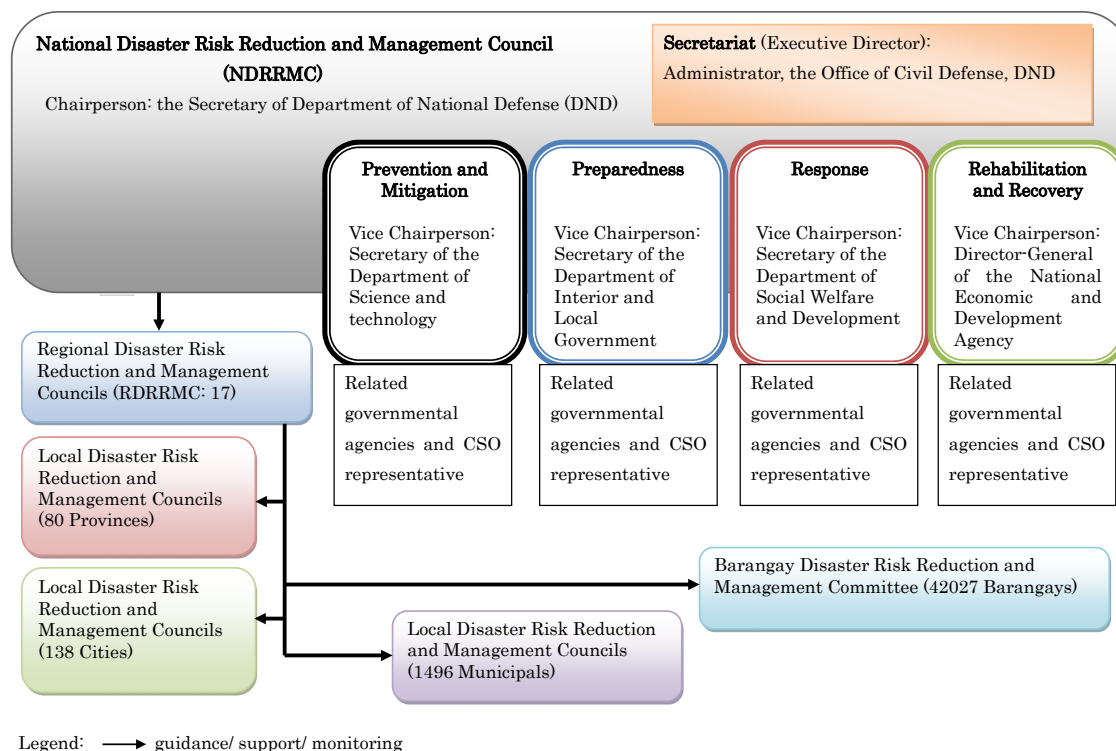 National Disaster Risk Reduction and Management Council
(NDRRMC)
Chairperson: the Secretary of Department of National Defense (DND)
Secretariat (Executive Director):
Administrator, the Office of Civil Defense, DND
Prevention and
Mitigation
Vice Chairperson:
Secretary of the
Department of
Science and
technology
Preparedness
Vice Chairperson:
Secretary of the
Department of
Interior and
Local
Government
Response
Vice Chairperson:
Secretary of the
Department of
Social Welfare
and Development
Rehabilitation
and Recovery
Vice Chairperson:
Director-General
of the National
Economic and
Development
Agency
Related
governmental
agencies and CSO
representative
Related
governmental
agencies and CSO
representative
Related
governmental
agencies and CSO
representative
Related
governmental
agencies and CSO
representative
Regional Disaster Risk
Reduction and Management
Councils (RDRRMC: 17)
Local Disaster Risk
Reduction and
Management Councils
(80 Provinces)
Local Disaster Risk
Reduction and
Management Councils
(138 Cities)
Local Disaster Risk Reduction
and Management Councils
(1496 Municipals)
Barangay Disaster Risk Reduction and
Management Committee (42027 Barangays)
Legend: guidance/ support/ monitoring